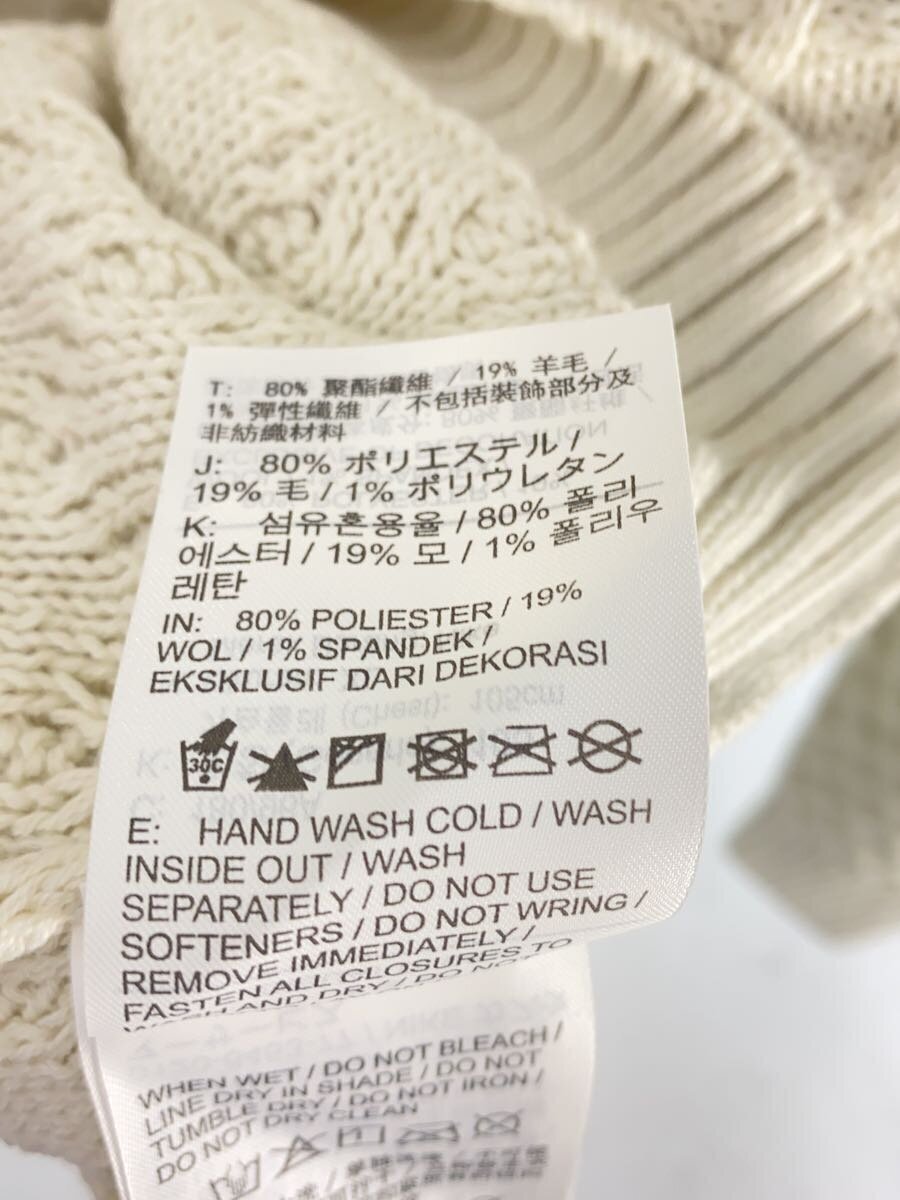 T: 80% 聚酯纖維 / 19% 羊毛 /
1% 彈性纖維 / 不包括裝飾部分及
非紡織材料
J: 80% ポリエステル /
19% 毛 / 1% ポリウレタン
K: 섬유혼용율 / 80% 폴리
에스터 / 19% 모 / 1% 폴리우
레탄
IN: 80% POLIESTER / 19%
WOL / 1% SPANDEK /
EKSKLUSIF DARI DEKORASI
30C
E: HAND WASH COLD / WASH
INSIDE OUT / WASH
SEPARATELY / DO NOT USE
SOFTENERS / DO NOT WRING /
REMOVE IMMEDIATELY /
FASTEN ALL CLOSURES TO
WASH AND DRY / DO NOT
WHEN WET / DO NOT BLEACH /
LINE DRY IN SHADE / DO NOT
TUMBLE DRY / DO NOT IRON /
DO NOT DRY CLEAN